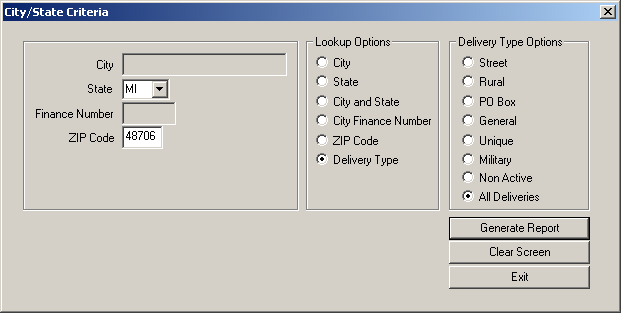 City/State Criteria
City
State MI
Finance Number
ZIP Code 48706
Lookup Options
City
State
City and State
City Finance Number
ZIP Code
Delivery Type
Delivery Type Options
Street
Rural
PO Box
General
Unique
Military
Non Active
All Deliveries
Generate Report
Clear Screen
Exit